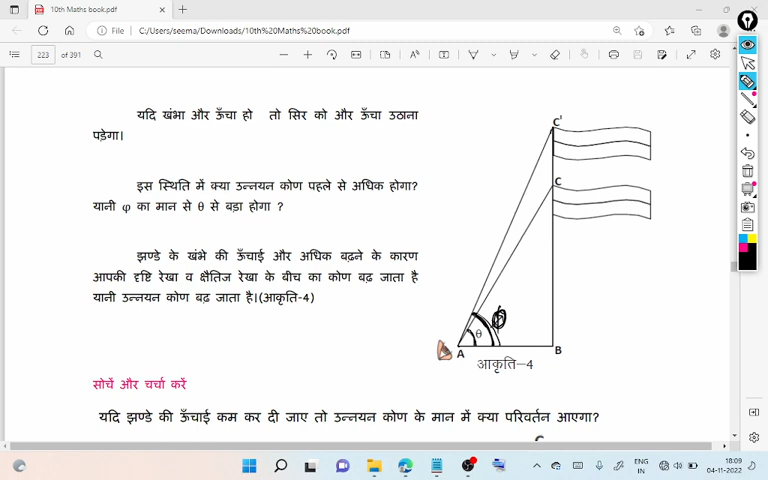 10th Maths book.pdf
File
C:/Users/seema/Downloads/10th%20Maths%20book.pdf
223 of 391
यदि खंभा और ऊँचा हो तो सिर को और ऊँचा उठाना
पड़ेगा।
इस स्थिति में क्या उन्नयन कोण पहले से अधिक होगा?
यानी φ का मान से θ से बड़ा होगा ?
झण्डे के खंभे की ऊँचाई और अधिक बढ़ने के कारण
आपकी दृष्टि रेखा व क्षैतिज रेखा के बीच का कोण बढ़ जाता है
यानी उन्नयन कोण बढ़ जाता है।(आकृति-4)
C'
C
θ
A
B
आकृति–4
सोचें और चर्चा करें
यदि झण्डे की ऊँचाई कम कर दी जाए तो उन्नयन कोण के मान में क्या परिवर्तन आएगा?
C
ENG
IN
18:09
04-11-2022